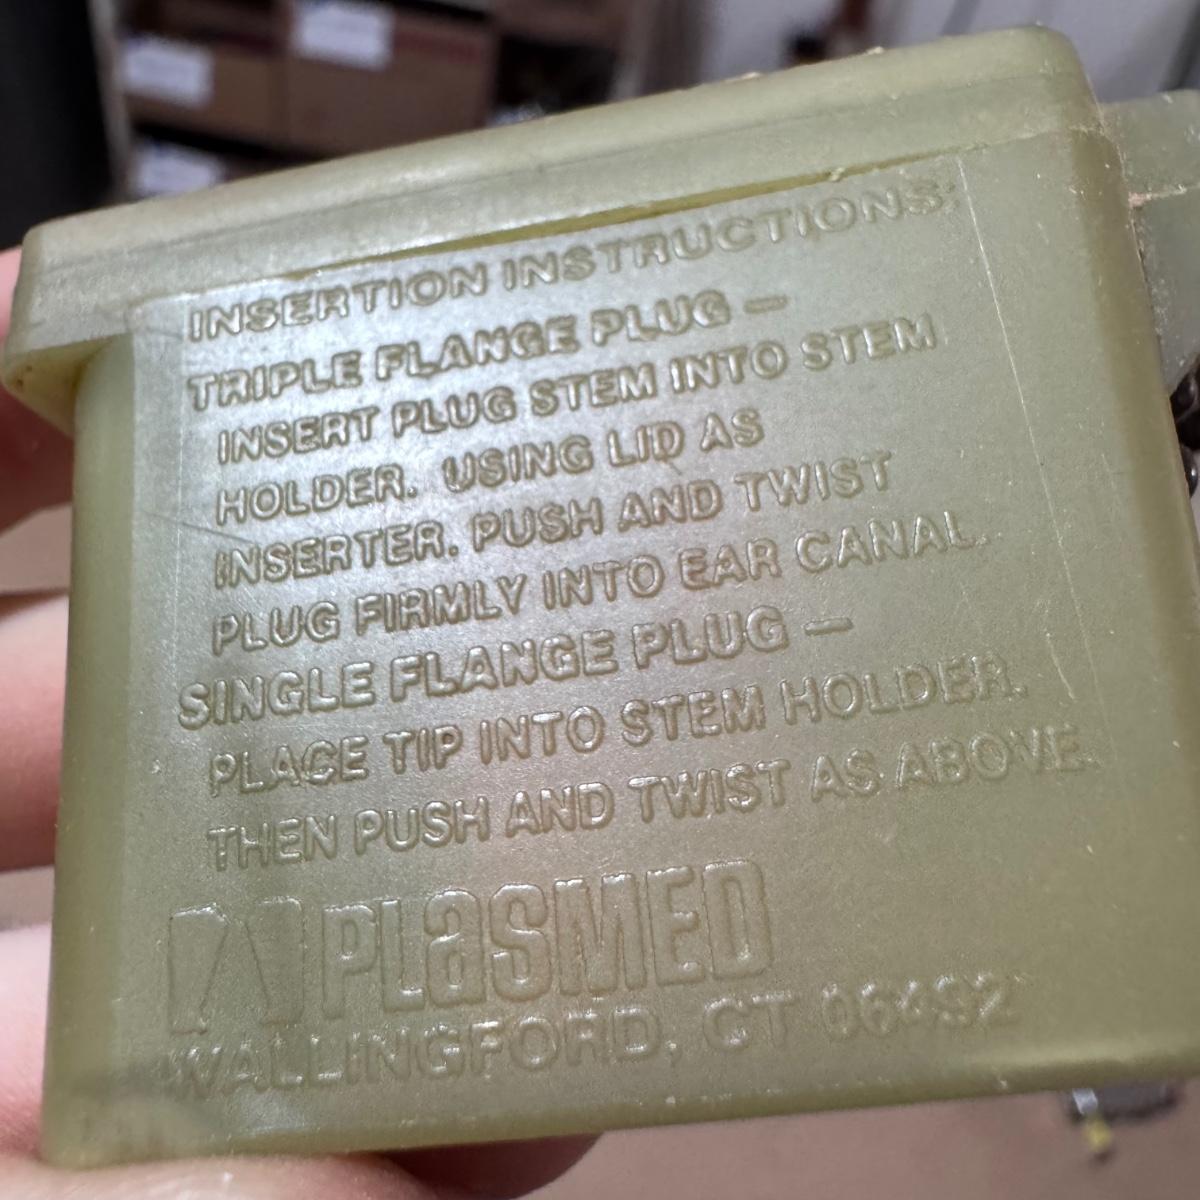 INSERTION INSTRUCTIONS:
TRIPLE FLANGE PLUG —
INSERT PLUG STEM INTO STEM
HOLDER. USING LID AS
INSERTER. PUSH AND TWIST
PLUG FIRMLY INTO EAR CANAL.
SINGLE FLANGE PLUG —
PLACE TIP INTO STEM HOLDER.
THEN PUSH AND TWIST AS ABOVE.
PLasMED
WALLINGFORD, CT 06492